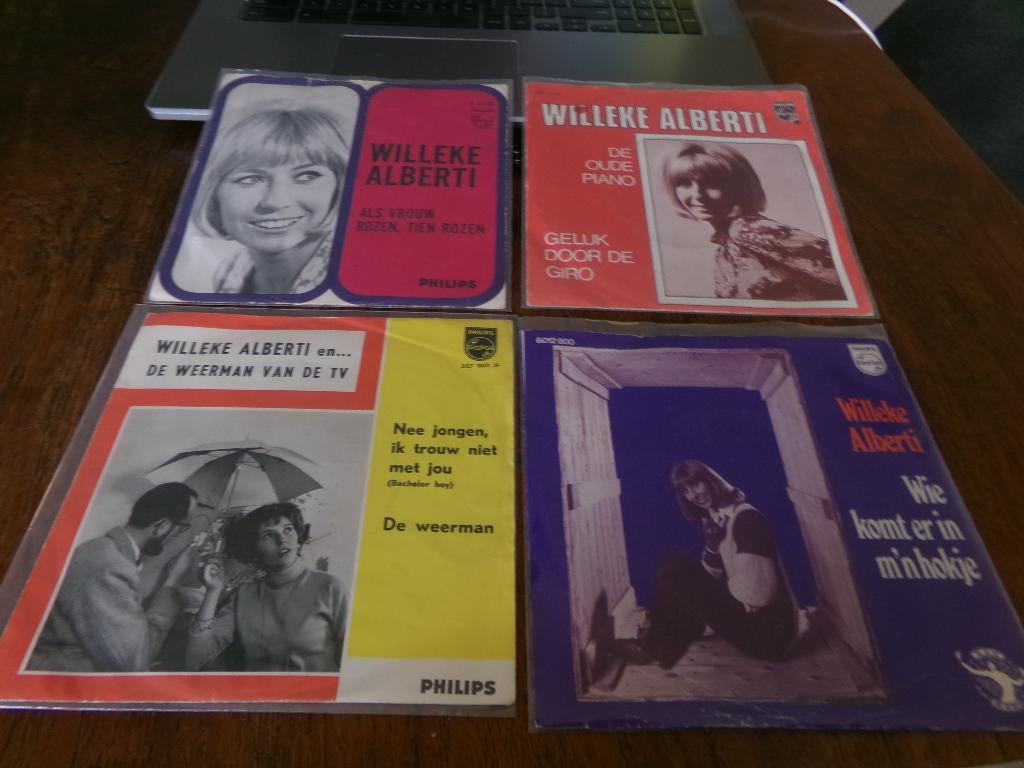 WILLEKE
ALBERTI
ALS VROUW
ROZEN, TIEN ROZEN
PHILIPS
WILLEKE ALBERTI
PHILIPS
DE
OUDE
PIANO
GELUK
DOOR DE
GIRO
WILLEKE ALBERTI en...
DE WEERMAN VAN DE TV
PHILIPS
Nee jongen,
ik trouw niet
met jou
(Bachelor boy)
De weerman
PHILIPS
6012 800
PHILIPS
Willeke
Alberti
Wie
komt er in
m'n hokje